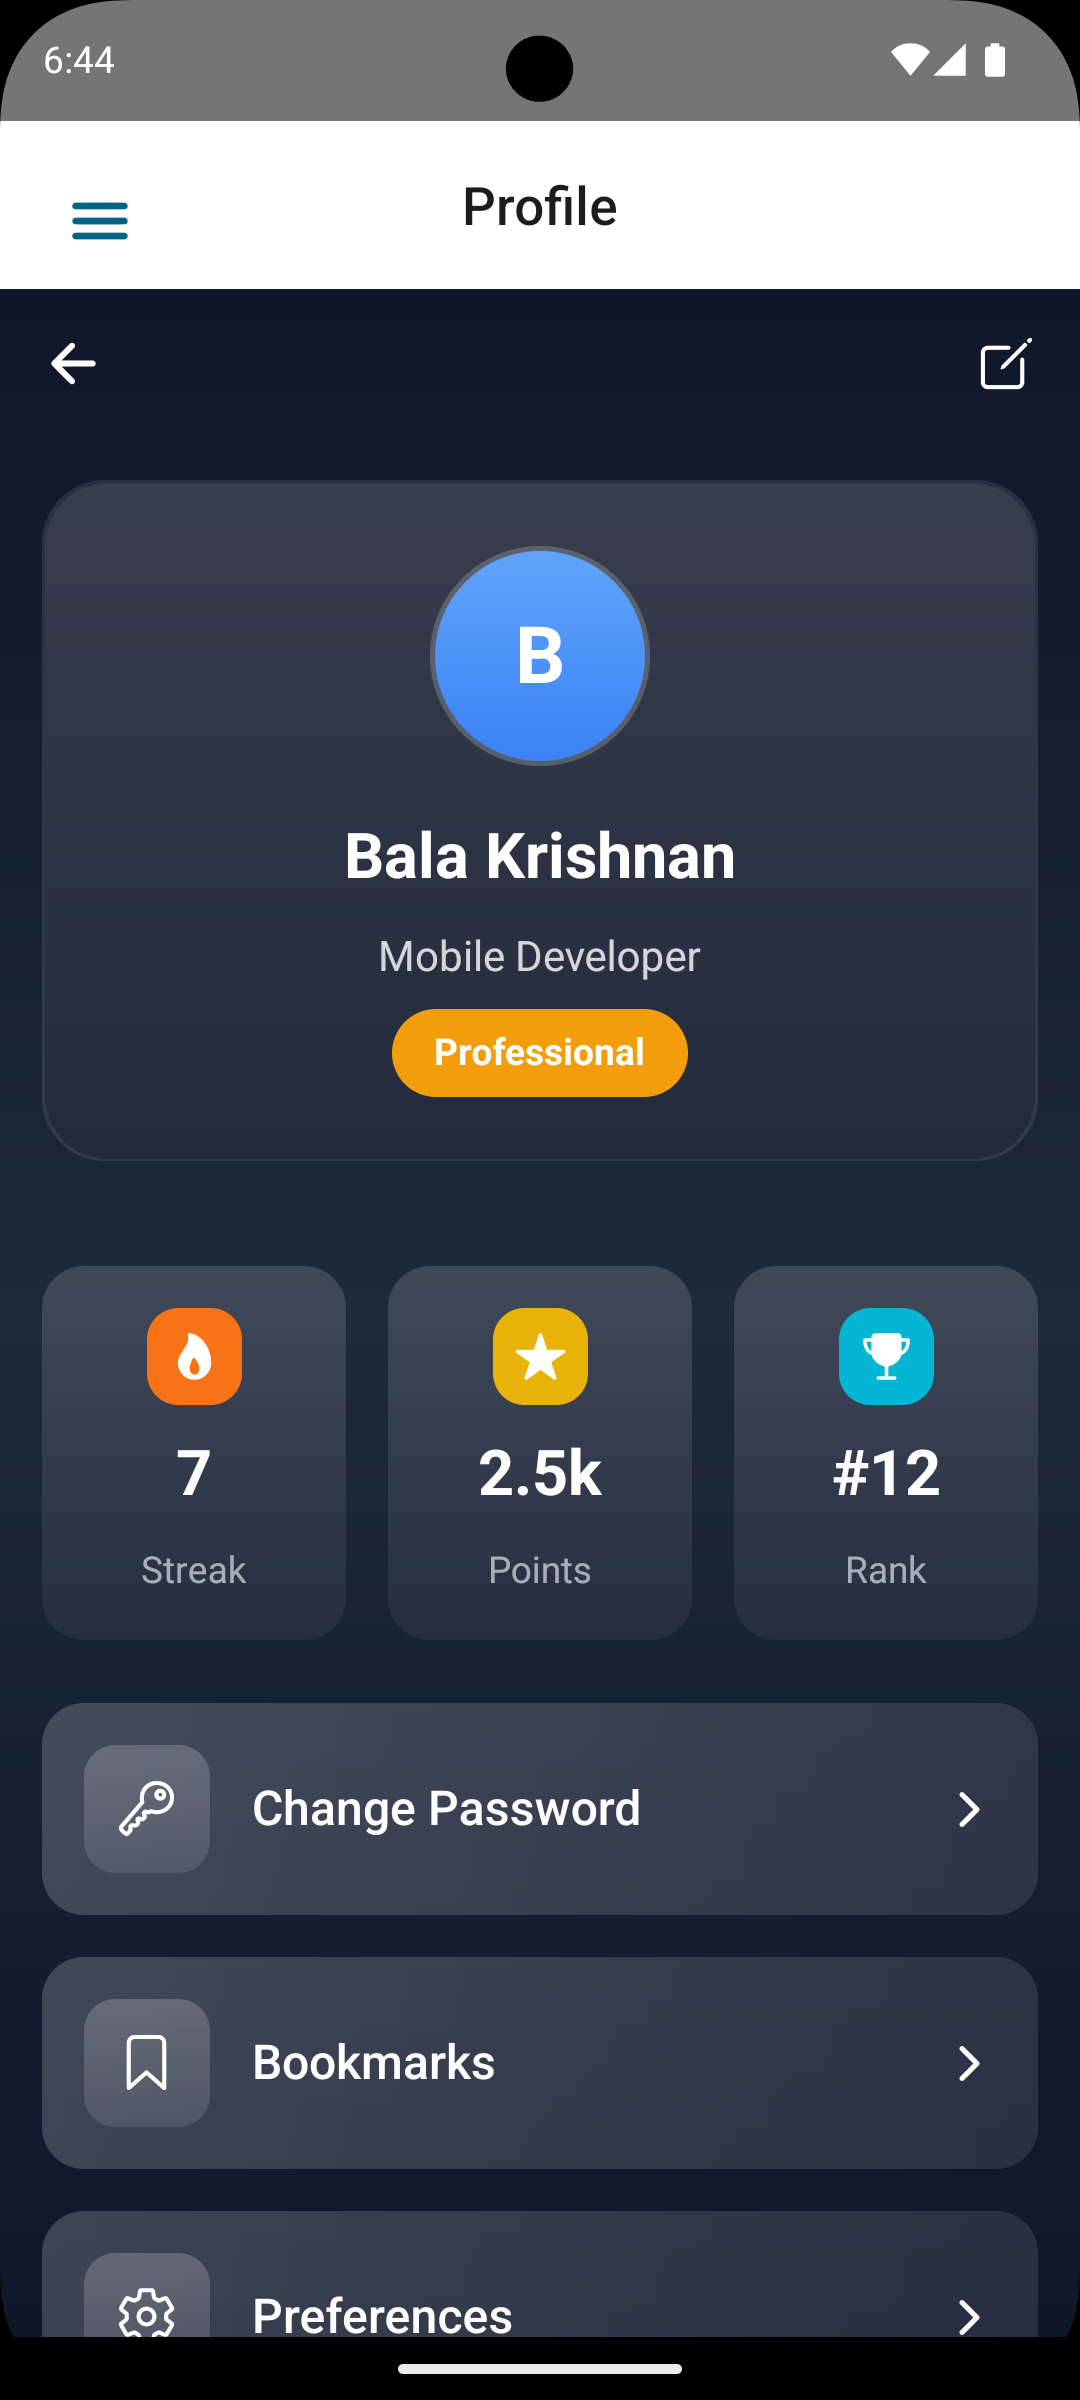 6:44
Profile
B
Bala Krishnan
Mobile Developer
Professional
7
2.5k
#12
Streak
Points
Rank
Change Password
Bookmarks
Preferences